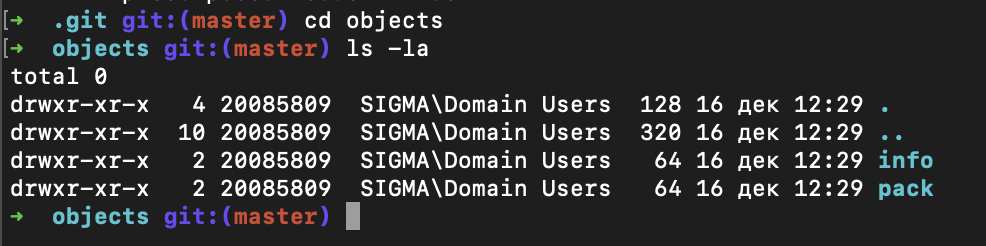 [➜  .git git:(master) cd objects
[➜  objects git:(master) ls -la
total 0
drwxr-xr-x   4 20085809  SIGMA\Domain Users  128 16 дек 12:29 .
drwxr-xr-x  10 20085809  SIGMA\Domain Users  320 16 дек 12:29 ..
drwxr-xr-x   2 20085809  SIGMA\Domain Users   64 16 дек 12:29 info
drwxr-xr-x   2 20085809  SIGMA\Domain Users   64 16 дек 12:29 pack
➜  objects git:(master)